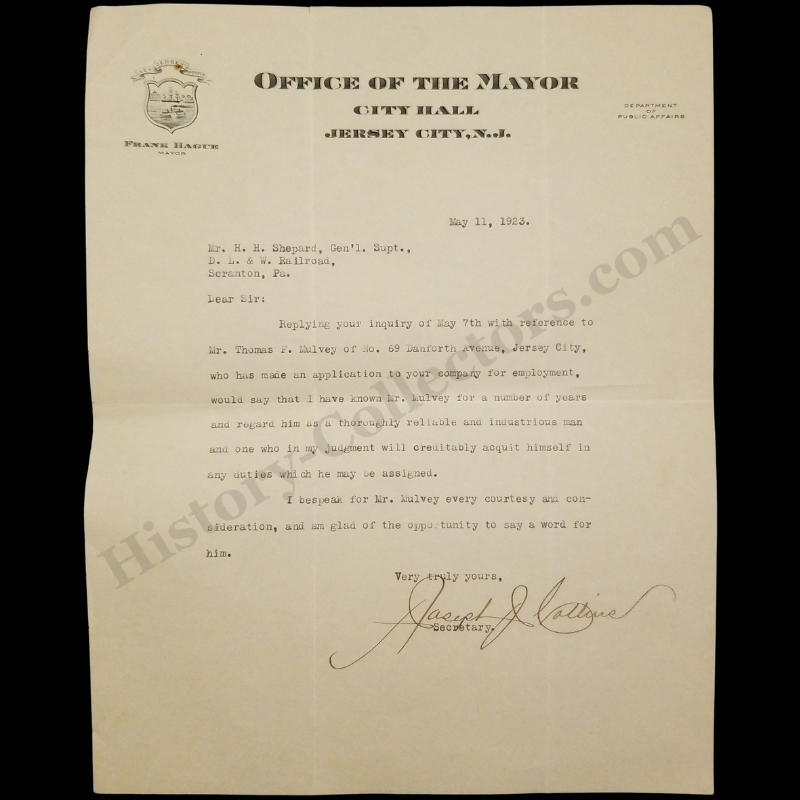 OFFICE OF THE MAYOR
CITY HALL
JERSEY CITY, N.J.
FRANK HAGUE
MAYOR
DEPARTMENT
OF
PUBLIC AFFAIRS
May 11, 1923.
Mr. H. H. Shepard, Gen'l. Supt.,
D. L. & W. Railroad,
Scranton, Pa.
Dear Sir:
Replying your inquiry of May 7th with reference to
Mr. Thomas F. Mulvey of No. 69 Danforth Avenue, Jersey City,
who has made an application to your company for employment,
would say that I have known Mr. Mulvey for a number of years
and regard him as a thoroughly reliable and industrious man
and one who in my judgment will creditably acquit himself in
any duties which he may be assigned.
I bespeak for Mr. Mulvey every courtesy and con-
sideration, and am glad of the opportunity to say a word for
him.
Very truly yours,
Joseph J Collins
Secretary.
History-Collectors.com